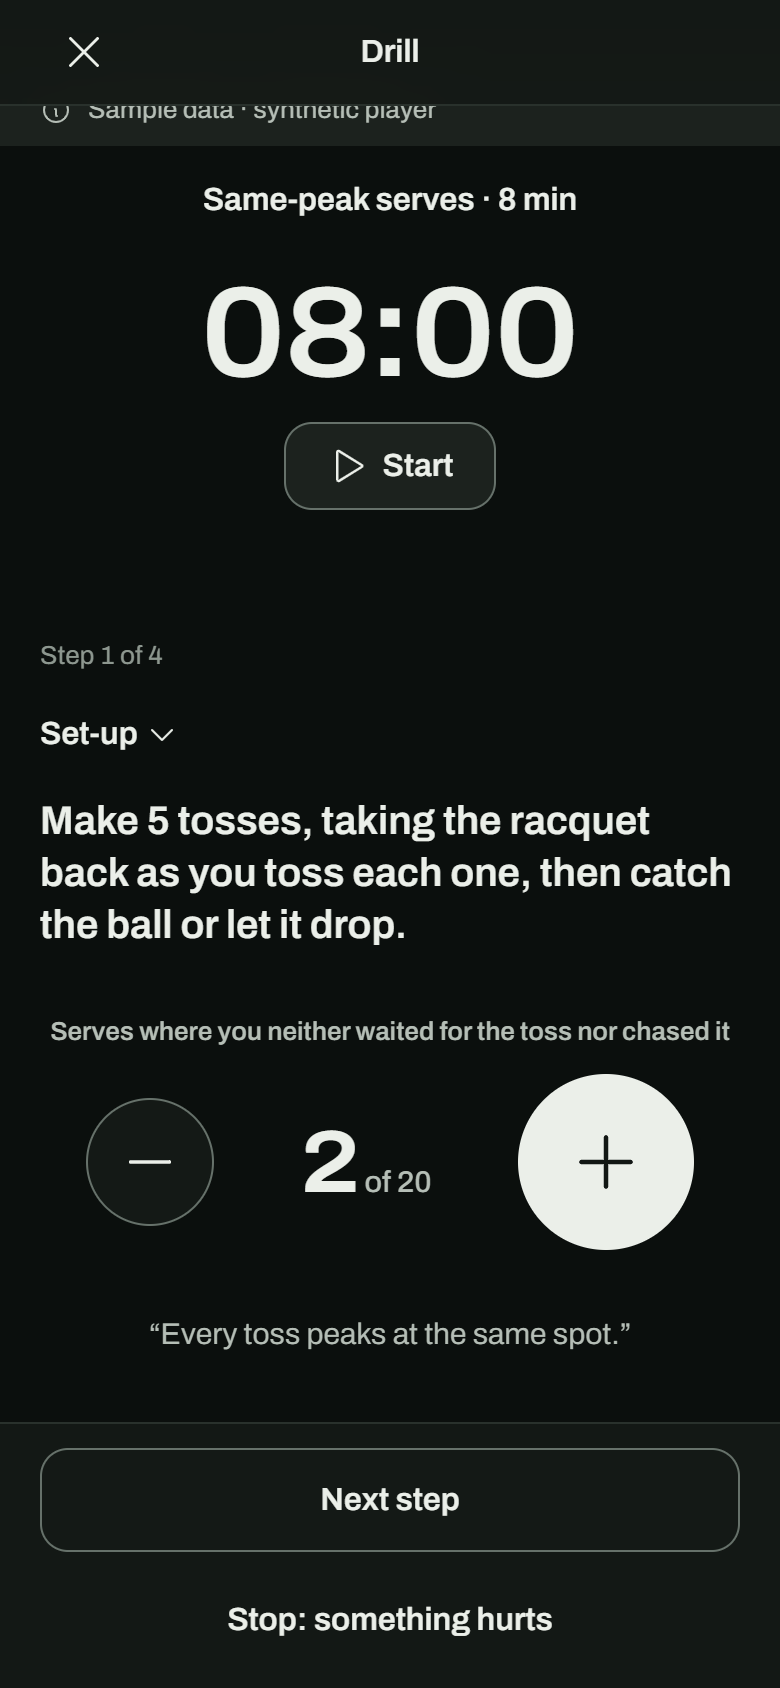 Drill
Sample data · synthetic player
Same-peak serves · 8 min
08:00
Start
Step 1 of 4
Set-up
Make 5 tosses, taking the racquet
back as you toss each one, then catch
the ball or let it drop.
Serves where you neither waited for the toss nor chased it
2 of 20
“Every toss peaks at the same spot.”
Next step
Stop: something hurts